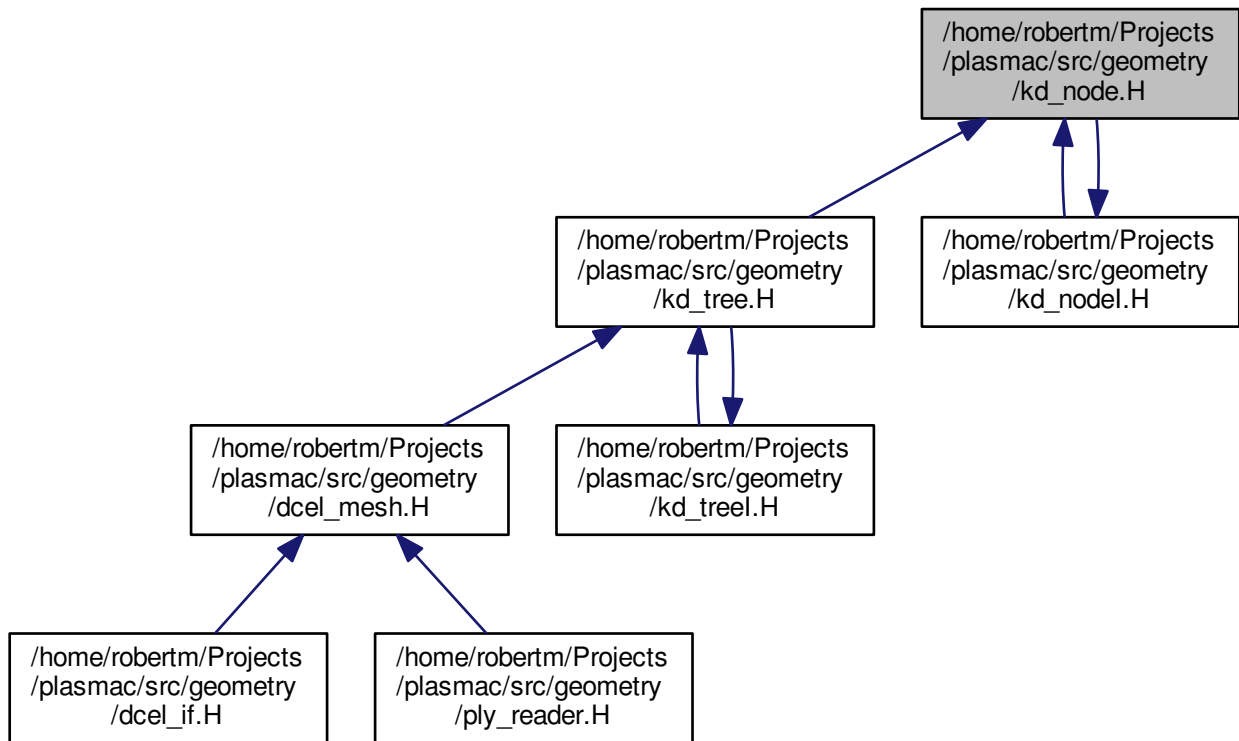 /home/robertm/Projects
/plasmac/src/geometry
/kd_node.H
/home/robertm/Projects
/plasmac/src/geometry
/kd_tree.H
/home/robertm/Projects
/plasmac/src/geometry
/kd_nodeI.H
/home/robertm/Projects
/plasmac/src/geometry
/dcel_mesh.H
/home/robertm/Projects
/plasmac/src/geometry
/kd_treeI.H
/home/robertm/Projects
/plasmac/src/geometry
/dcel_if.H
/home/robertm/Projects
/plasmac/src/geometry
/ply_reader.H